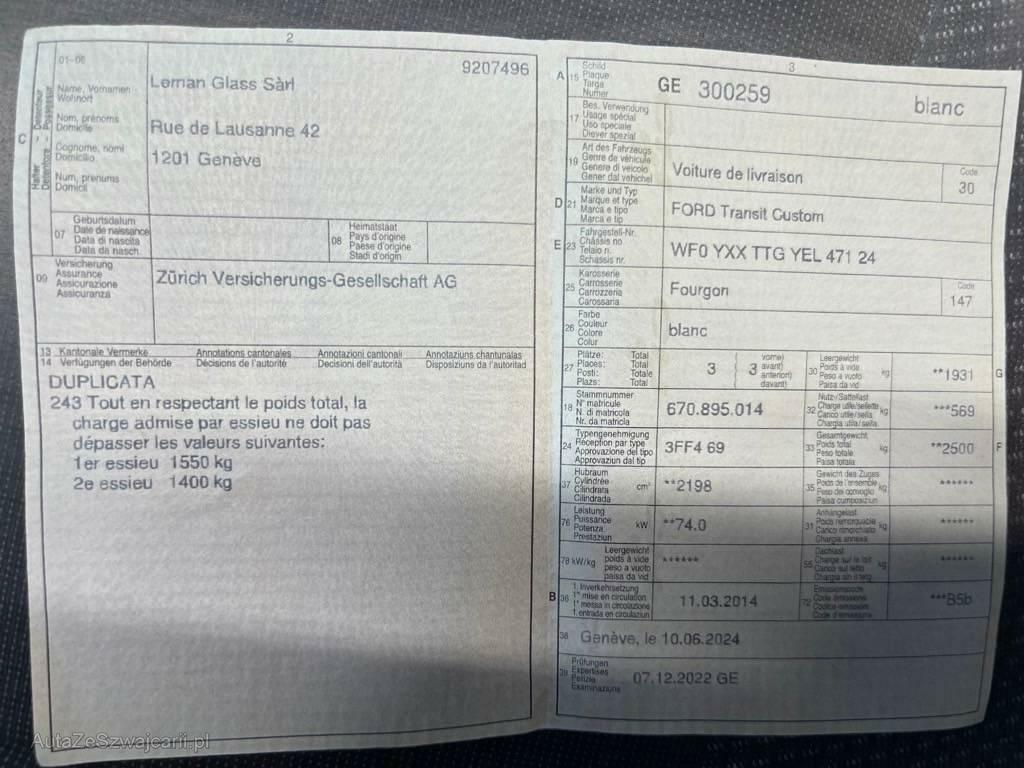 2
01-06
9207496
C
Halter Detentore
Detenteur Possessur
Name, Vornamen
Wohnort
Nom, prénoms
Domicile
Cognome, nomi
Domicilio
Num, prenums
Domicil
Leman Glass Sàrl
Rue de Lausanne 42
1201 Genève
07
Geburtsdatum
Date de naissance
Data di nascita
Data da nasch.
08
Heimatstaat
Pays d'origine
Paese d'origine
Stadi d'origin
09
Versicherung
Assurance
Assicurazione
Assicuranza
Zürich Versicherungs-Gesellschaft AG
13 Kantonale Vermerke Annotations cantonales Annotazioni cantonali Annotaziuns chantunalas
14 Verfügungen der Behörde Décisions de l'autorité Decisioni dell'autorità Disposiziuns da l'autoritad
DUPLICATA
243 Tout en respectant le poids total, la
charge admise par essieu ne doit pas
dépasser les valeurs suivantes:
1er essieu 1550 kg
2e essieu 1400 kg
3
A 15
Schild
Plaque
Targa
Numer
GE 300259 blanc
17
Bes. Verwendung
Usage spécial
Uso speciale
Diever spezial
19
Art des Fahrzeugs
Genre de véhicule
Genere di veicolo
Gener dal vehichel
Voiture de livraison
Code
30
D 21
Marke und Typ
Marque et type
Marca e tipo
Marca e tip
FORD Transit Custom
E 23
Fahrgestell-Nr.
Châssis no
Telaio n.
Schassis nr.
WF0 YXX TTG YEL 471 24
25
Karosserie
Carrosserie
Carrozzeria
Carossaria
Fourgon
Code
147
26
Farbe
Couleur
Colore
Colur
blanc
27
Plätze: Total
Places: Total
Posti: Totale
Plazs: Total
3 ( 3
vorne)
avant)
anteriori)
davant)
30
Leergewicht
Poids à vide
Peso a vuoto
Paisa da vid
kg
**1931
G
18
Stammnummer
N° matricule
N. di matricola
Nr. da matricla
670.895.014
32
Nutz-/Sattellast
Charge utile/sellette
Carico utile/sella
Chargia utila/sella
kg
***569
24
Typengenehmigung
Réception par type
Approvazione del tipo
Approvaziun dal tip
3FF4 69
33
Gesamtgewicht
Poids total
Peso totale
Paisa totala
kg
**2500
F
37
Hubraum
Cylindrée
Cilindrata
Cilindrada
cm³
**2198
35
Gewicht des Zuges
Poids de l'ensemble
Peso del convoglio
Paisa cumposiziun
kg
******
76
Leistung
Puissance
Potenza
Prestaziun
kW
**74.0
31
Anhängelast
Poids remorquable
Carico rimorchiato
Chargia annexa
kg
******
78 kW/kg
Leergewicht
poids à vide
peso a vuoto
paisa da vid
******
55
Dachlast
Charge sur le toit
Carico sul tetto
Chargia sin il tetg
kg
******
B 36
1. Inverkehrsetzung
1re mise en circulation
1a messa in circolazione
1. entrada en circulaziun
11.03.2014
72
Emissionscode
Code émissions
Codice emissioni
Code d'emissiuns
***B5b
38 Genève, le 10.06.2024
39
Prüfungen
Expertises
Perizie
Examinaziuns
07.12.2022 GE
AutaZeSzwajcarii.pl